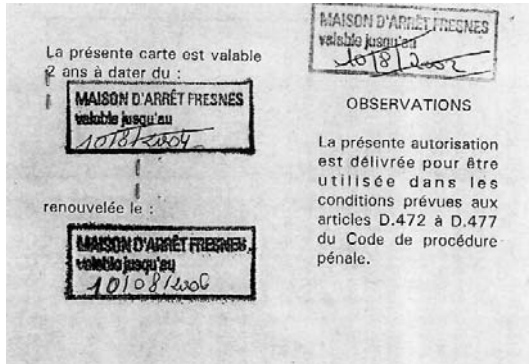 La présente carte est valable
2 ans à dater du :
MAISON D'ARRÊT FRESNES
valable jusqu'au
10/8/2004
renouvelée le :
MAISON D'ARRÊT FRESNES
valable jusqu'au
10/08/2006
MAISON D'ARRÊT FRESNES
valable jusqu'au
10/8/2002
OBSERVATIONS
La présente autorisation
est délivrée pour être
utilisée dans les
conditions prévues aux
articles D.472 à D.477
du Code de procédure
pénale.